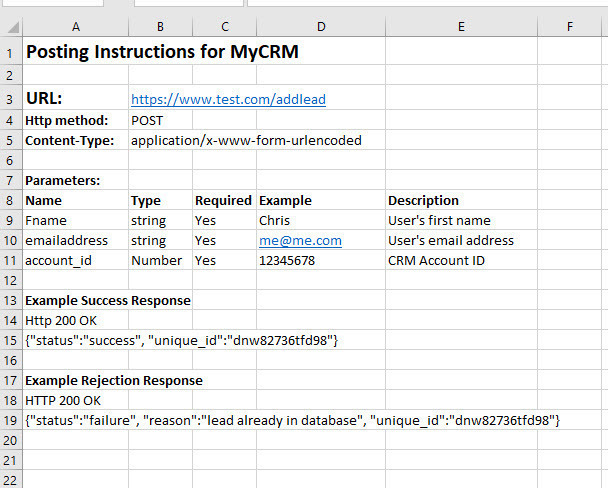 A B C D E F
1 Posting Instructions for MyCRM
2
3 URL: https://www.test.com/addlead
4 Http method: POST
5 Content-Type: application/x-www-form-urlencoded
6
7 Parameters:
8 Name Type Required Example Description
9 Fname string Yes Chris User's first name
10 emailaddress string Yes me@me.com User's email address
11 account_id Number Yes 12345678 CRM Account ID
12
13 Example Success Response
14 Http 200 OK
15 {"status":"success", "unique_id":"dnw82736tfd98"}
16
17 Example Rejection Response
18 HTTP 200 OK
19 {"status":"failure", "reason":"lead already in database", "unique_id":"dnw82736tfd98"}
20
21
22